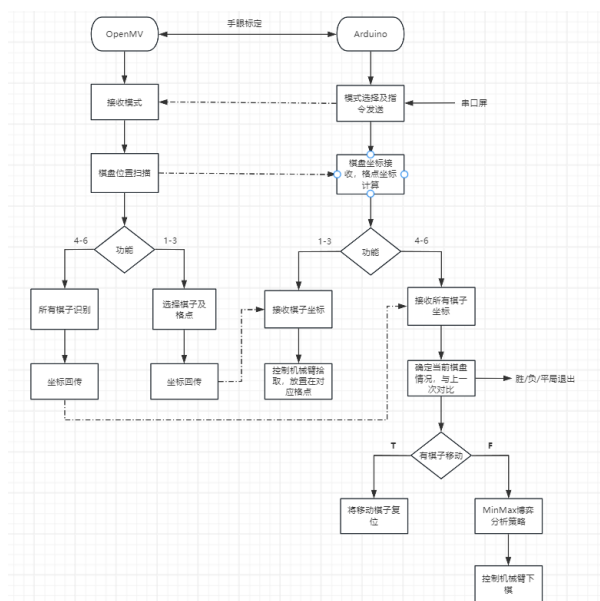 手眼标定
OpenMV
Arduino
接收模式
模式选择及指
令发送
串口屏
棋盘位置扫描
棋盘坐标接
收，格点坐标
计算
4-6
功能
1-3
1-3
功能
4-6
所有棋子识别
选择棋子及
格点
接收棋子坐标
接收所有棋子
坐标
坐标回传
坐标回传
控制机械臂拾
取，放置在对
应格点
确定当前棋盘
情况，与上一
次对比
胜/负/平局退出
T
有棋子移动
F
将移动棋子复
位
MinMax博弈
分析策略
控制机械臂下
棋